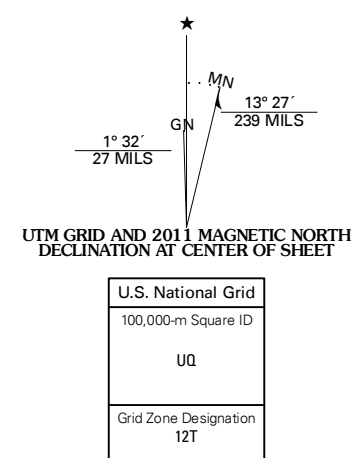 MN
GN
13° 27´
239 MILS
1° 32´
27 MILS
UTM GRID AND 2011 MAGNETIC NORTH
DECLINATION AT CENTER OF SHEET
U.S. National Grid
100,000-m Square ID
UQ
Grid Zone Designation
12T